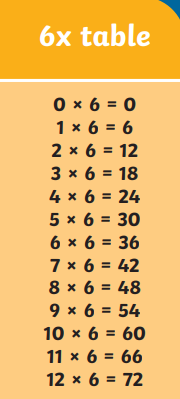 6x table
0 × 6 = 0
1 × 6 = 6
2 × 6 = 12
3 × 6 = 18
4 × 6 = 24
5 × 6 = 30
6 × 6 = 36
7 × 6 = 42
8 × 6 = 48
9 × 6 = 54
10 × 6 = 60
11 × 6 = 66
12 × 6 = 72